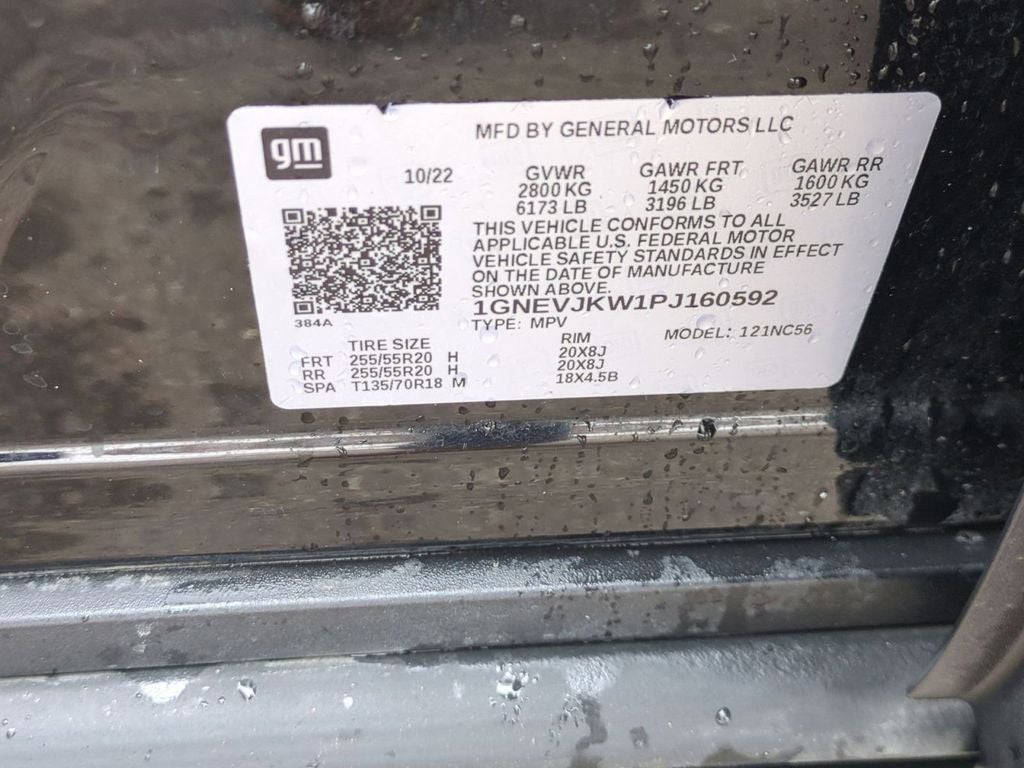 gm
MFD BY GENERAL MOTORS LLC
10/22
GVWR GAWR FRT GAWR RR
2800 KG 1450 KG 1600 KG
6173 LB 3196 LB 3527 LB
THIS VEHICLE CONFORMS TO ALL
APPLICABLE U.S. FEDERAL MOTOR
VEHICLE SAFETY STANDARDS IN EFFECT
ON THE DATE OF MANUFACTURE
SHOWN ABOVE.
1GNEVJKW1PJ160592
384A
TYPE: MPV MODEL: 121NC56
TIRE SIZE RIM
FRT 255/55R20 H 20X8J
RR 255/55R20 H 20X8J
SPA T135/70R18 M 18X4.5B